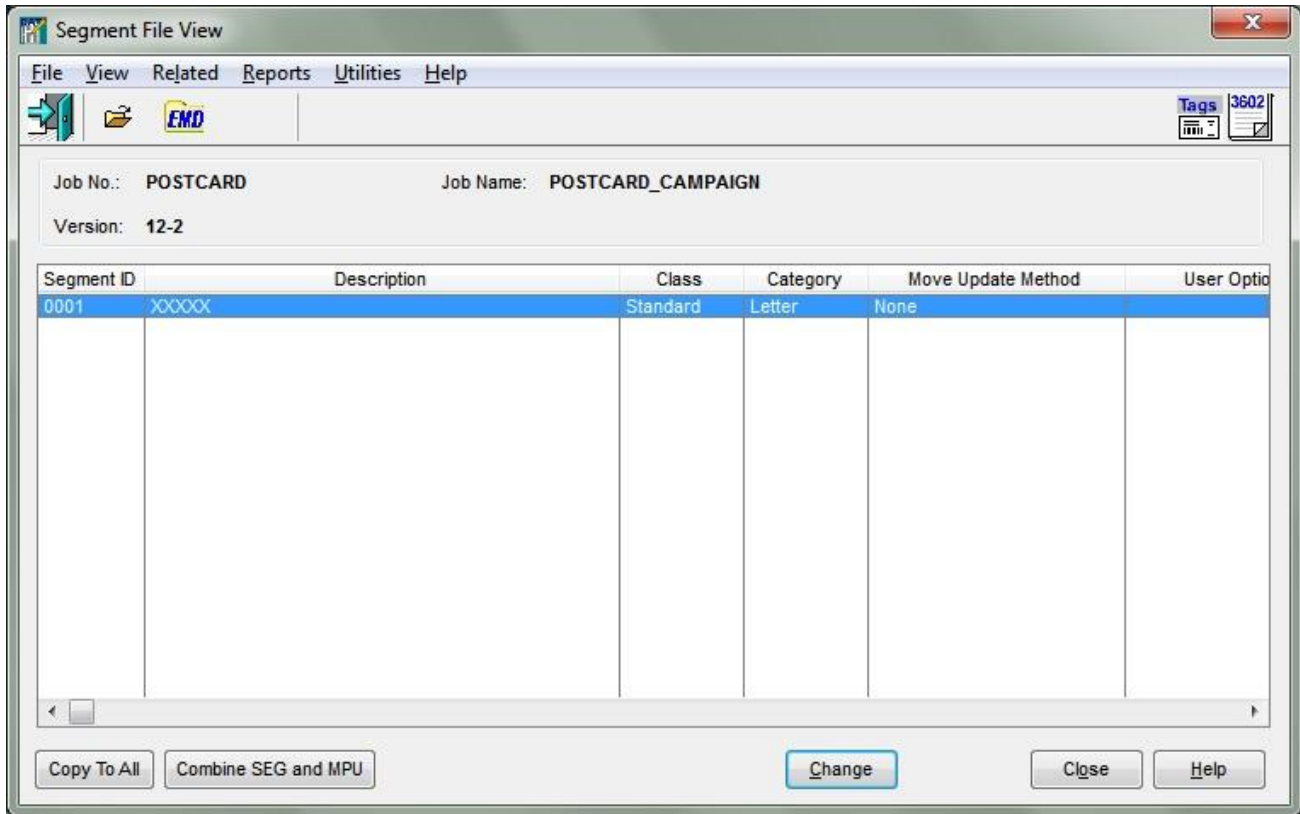 Segment File View
File View Related Reports Utilities Help
EMD
Tags 3602
Job No.: POSTCARD Job Name: POSTCARD_CAMPAIGN
Version: 12-2
Segment ID Description Class Category Move Update Method User Optio
0001 XXXXX Standard Letter None
Copy To All Combine SEG and MPU Change Close Help